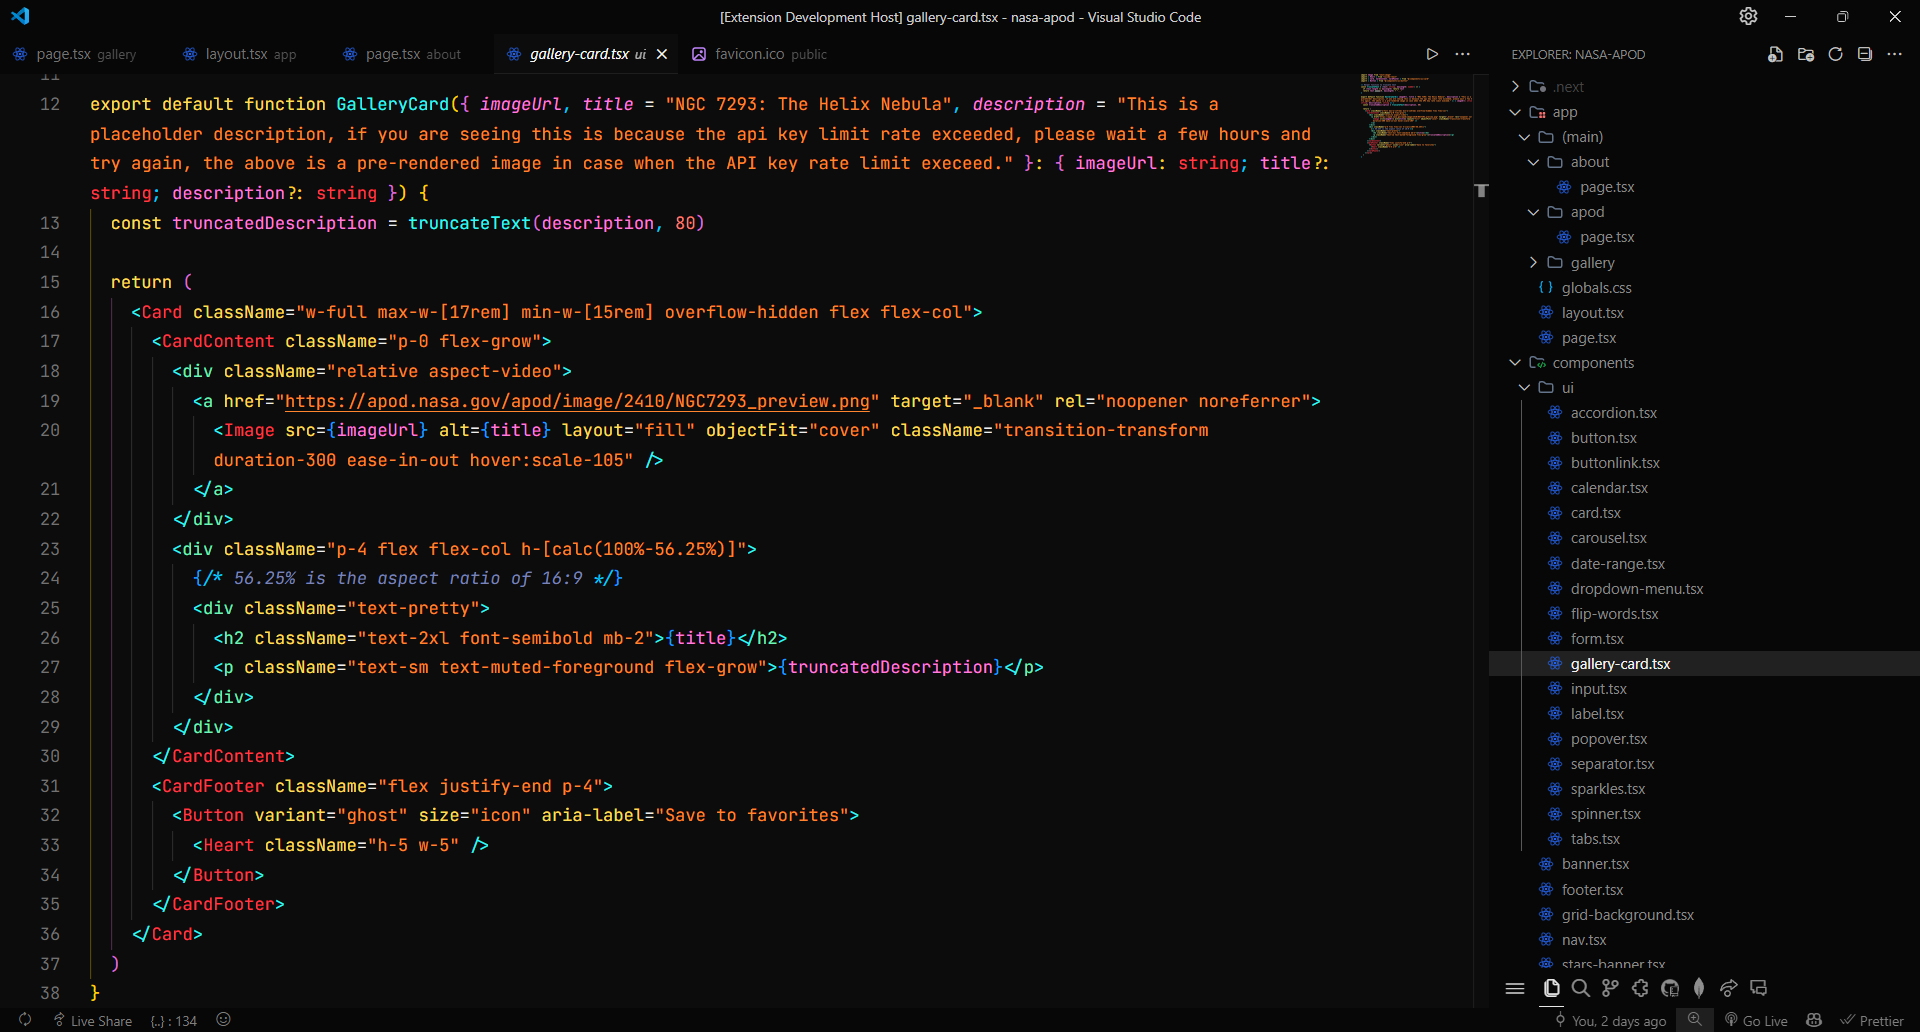 [Extension Development Host] gallery-card.tsx - nasa-apod - Visual Studio Code
page.tsx gallery
layout.tsx app
page.tsx about
gallery-card.tsx ui
favicon.ico public
11
12 export default function GalleryCard({ imageUrl, title = "NGC 7293: The Helix Nebula", description = "This is a
placeholder description, if you are seeing this is because the api key limit rate exceeded, please wait a few hours and
try again, the above is a pre-rendered image in case when the API key rate limit execeed." }: { imageUrl: string; title?:
string; description?: string }) {
13 const truncatedDescription = truncateText(description, 80)
14
15 return (
16 <Card className="w-full max-w-[17rem] min-w-[15rem] overflow-hidden flex flex-col">
17 <CardContent className="p-0 flex-grow">
18 <div className="relative aspect-video">
19 <a href="https://apod.nasa.gov/apod/image/2410/NGC7293_preview.png" target="_blank" rel="noopener noreferrer">
20 <Image src={imageUrl} alt={title} layout="fill" objectFit="cover" className="transition-transform
duration-300 ease-in-out hover:scale-105" />
21 </a>
22 </div>
23 <div className="p-4 flex flex-col h-[calc(100%-56.25%)]">
24 {/* 56.25% is the aspect ratio of 16:9 */}
25 <div className="text-pretty">
26 <h2 className="text-2xl font-semibold mb-2">{title}</h2>
27 <p className="text-sm text-muted-foreground flex-grow">{truncatedDescription}</p>
28 </div>
29 </div>
30 </CardContent>
31 <CardFooter className="flex justify-end p-4">
32 <Button variant="ghost" size="icon" aria-label="Save to favorites">
33 <Heart className="h-5 w-5" />
34 </Button>
35 </CardFooter>
36 </Card>
37 )
38 }
EXPLORER: NASA-APOD
.next
app
(main)
about
page.tsx
apod
page.tsx
gallery
{ } globals.css
layout.tsx
page.tsx
components
ui
accordion.tsx
button.tsx
buttonlink.tsx
calendar.tsx
card.tsx
carousel.tsx
date-range.tsx
dropdown-menu.tsx
flip-words.tsx
form.tsx
gallery-card.tsx
input.tsx
label.tsx
popover.tsx
separator.tsx
sparkles.tsx
spinner.tsx
tabs.tsx
banner.tsx
footer.tsx
grid-background.tsx
nav.tsx
stars-banner.tsx
Live Share
{..} : 134
You, 2 days ago
Go Live
Prettier